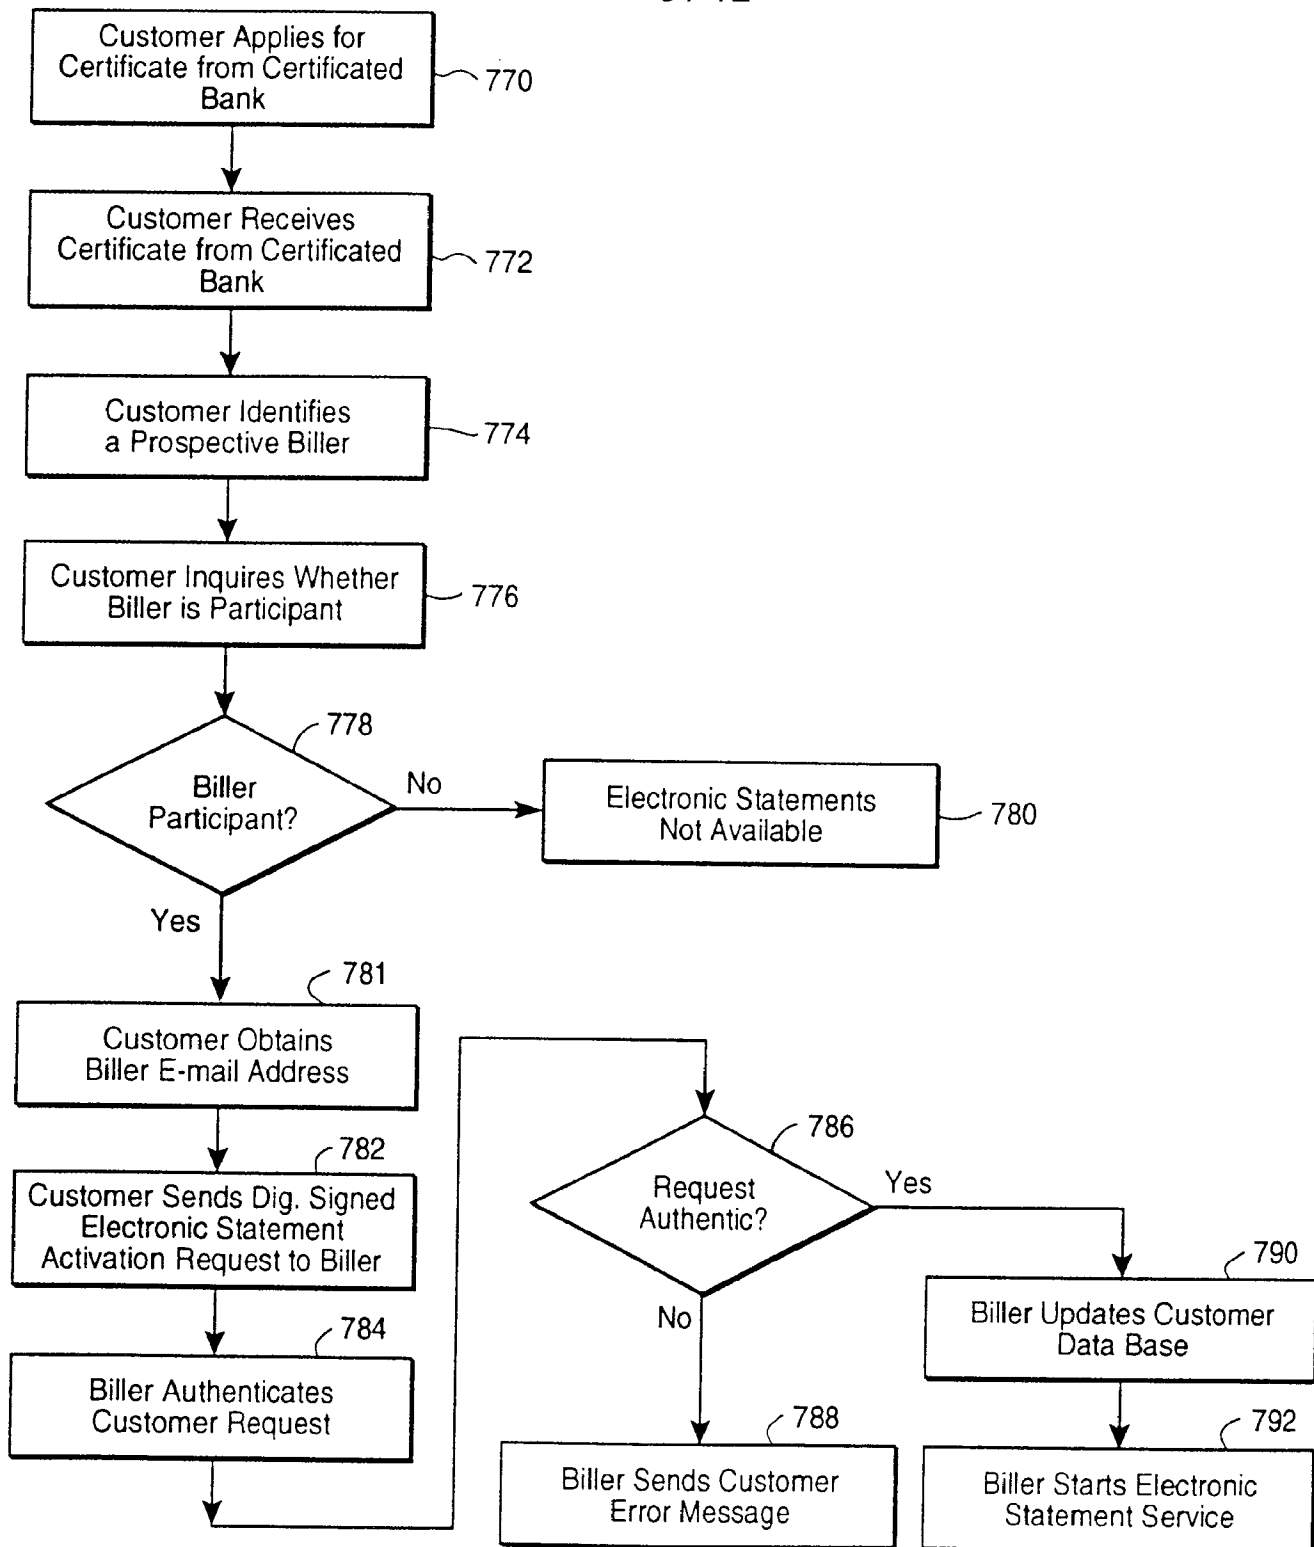 Customer Applies for
Certificate from Certificated
Bank
770
Customer Receives
Certificate from Certificated
Bank
772
Customer Identifies
a Prospective Biller
774
Customer Inquires Whether
Biller is Participant
776
778
Biller
Participant?
No
Electronic Statements
Not Available
780
Yes
781
Customer Obtains
Biller E-mail Address
782
Customer Sends Dig. Signed
Electronic Statement
Activation Request to Biller
784
Biller Authenticates
Customer Request
786
Request
Authentic?
Yes
No
788
Biller Sends Customer
Error Message
790
Biller Updates Customer
Data Base
792
Biller Starts Electronic
Statement Service